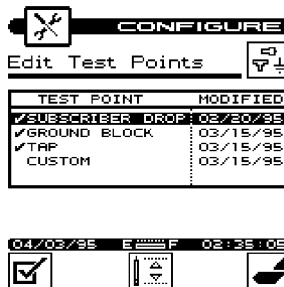 CONFIGURE
Edit Test Points
TEST POINT MODIFIED
✔SUBSCRIBER DROP 02/20/95
✔GROUND BLOCK 03/15/95
✔TAP 03/15/95
CUSTOM 03/15/95
04/03/95 E F 02:35:05